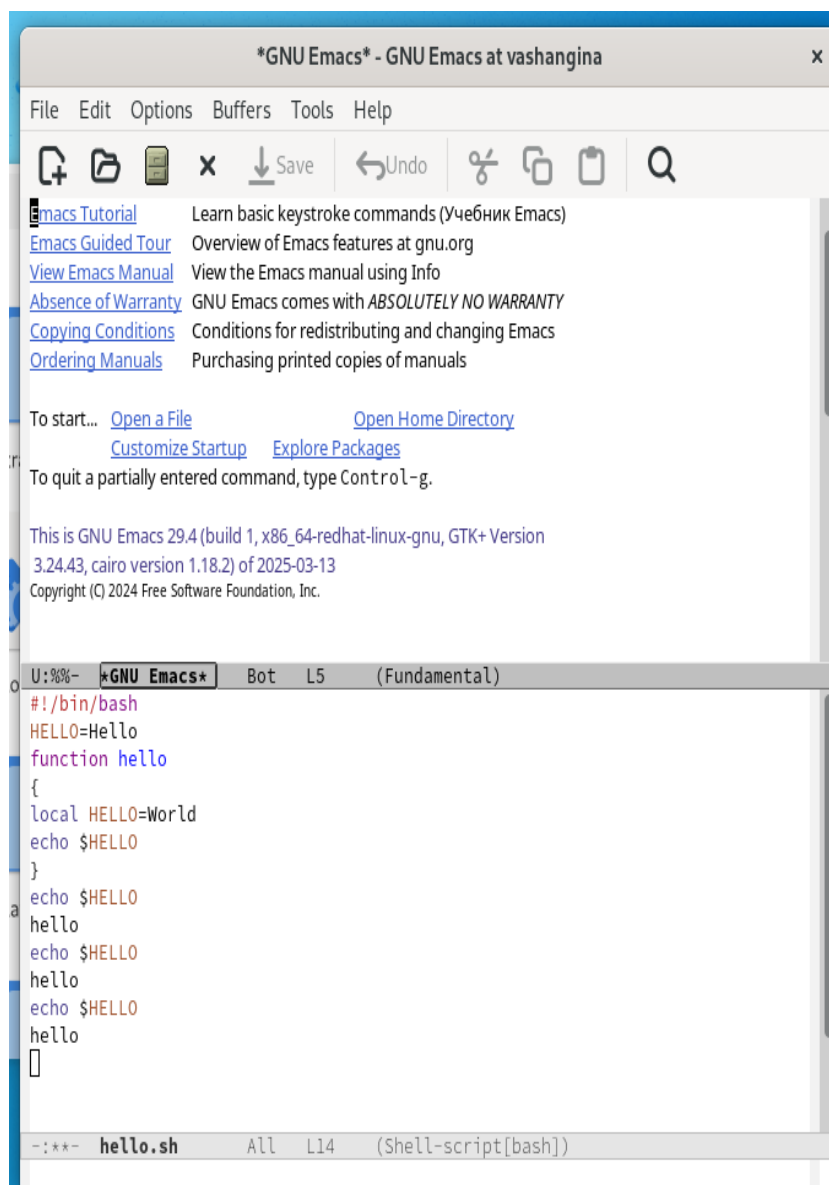 *GNU Emacs* - GNU Emacs at vashangina
File Edit Options Buffers Tools Help
Save Undo
Emacs Tutorial Learn basic keystroke commands (Учебник Emacs)
Emacs Guided Tour Overview of Emacs features at gnu.org
View Emacs Manual View the Emacs manual using Info
Absence of Warranty GNU Emacs comes with ABSOLUTELY NO WARRANTY
Copying Conditions Conditions for redistributing and changing Emacs
Ordering Manuals Purchasing printed copies of manuals
To start... Open a File Open Home Directory
Customize Startup Explore Packages
To quit a partially entered command, type Control-g.
This is GNU Emacs 29.4 (build 1, x86_64-redhat-linux-gnu, GTK+ Version
3.24.43, cairo version 1.18.2) of 2025-03-13
Copyright (C) 2024 Free Software Foundation, Inc.
U:%%- *GNU Emacs* Bot L5 (Fundamental)
#!/bin/bash
HELLO=Hello
function hello
{
local HELLO=World
echo $HELLO
}
echo $HELLO
hello
echo $HELLO
hello
echo $HELLO
hello
-:**- hello.sh All L14 (Shell-script[bash])